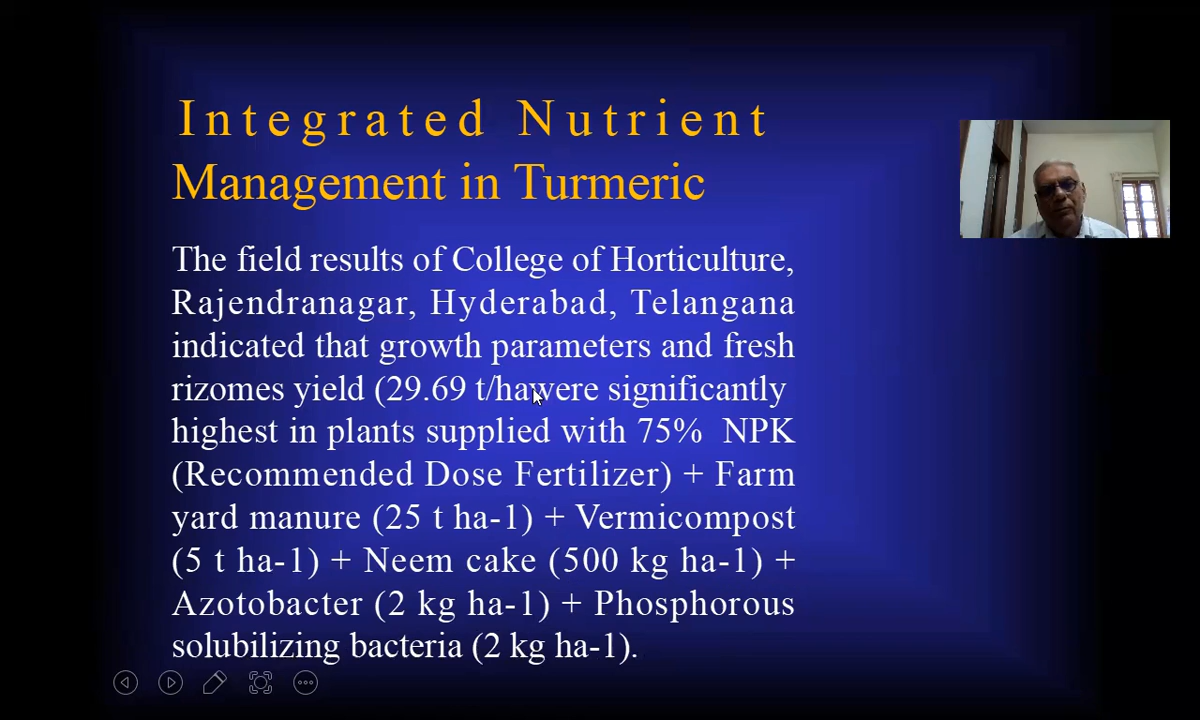 Integrated Nutrient
Management in Turmeric
The field results of College of Horticulture,
Rajendranagar, Hyderabad, Telangana
indicated that growth parameters and fresh
rizomes yield (29.69 t/hawere significantly
highest in plants supplied with 75% NPK
(Recommended Dose Fertilizer) + Farm
yard manure (25 t ha-1) + Vermicompost
(5 t ha-1) + Neem cake (500 kg ha-1) +
Azotobacter (2 kg ha-1) + Phosphorous
solubilizing bacteria (2 kg ha-1).